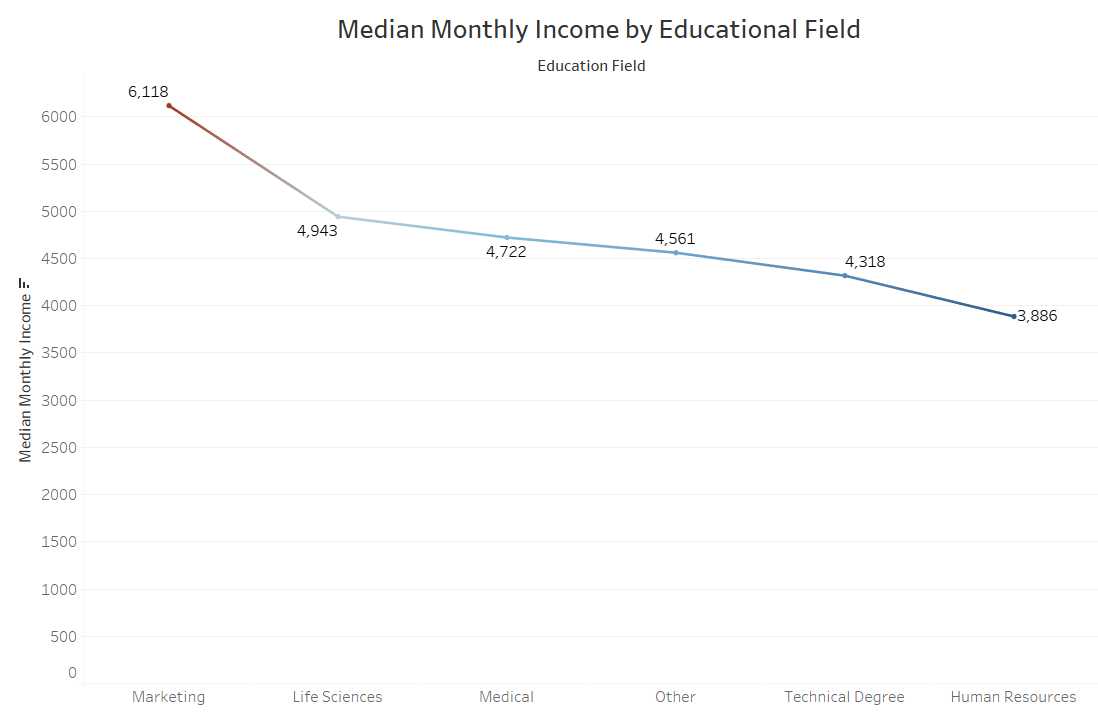 Median Monthly Income by Educational Field
Education Field
Median Monthly Income
6000
5500
5000
4500
4000
3500
3000
2500
2000
1500
1000
500
0
6,118
4,943
4,722
4,561
4,318
3,886
Marketing
Life Sciences
Medical
Other
Technical Degree
Human Resources